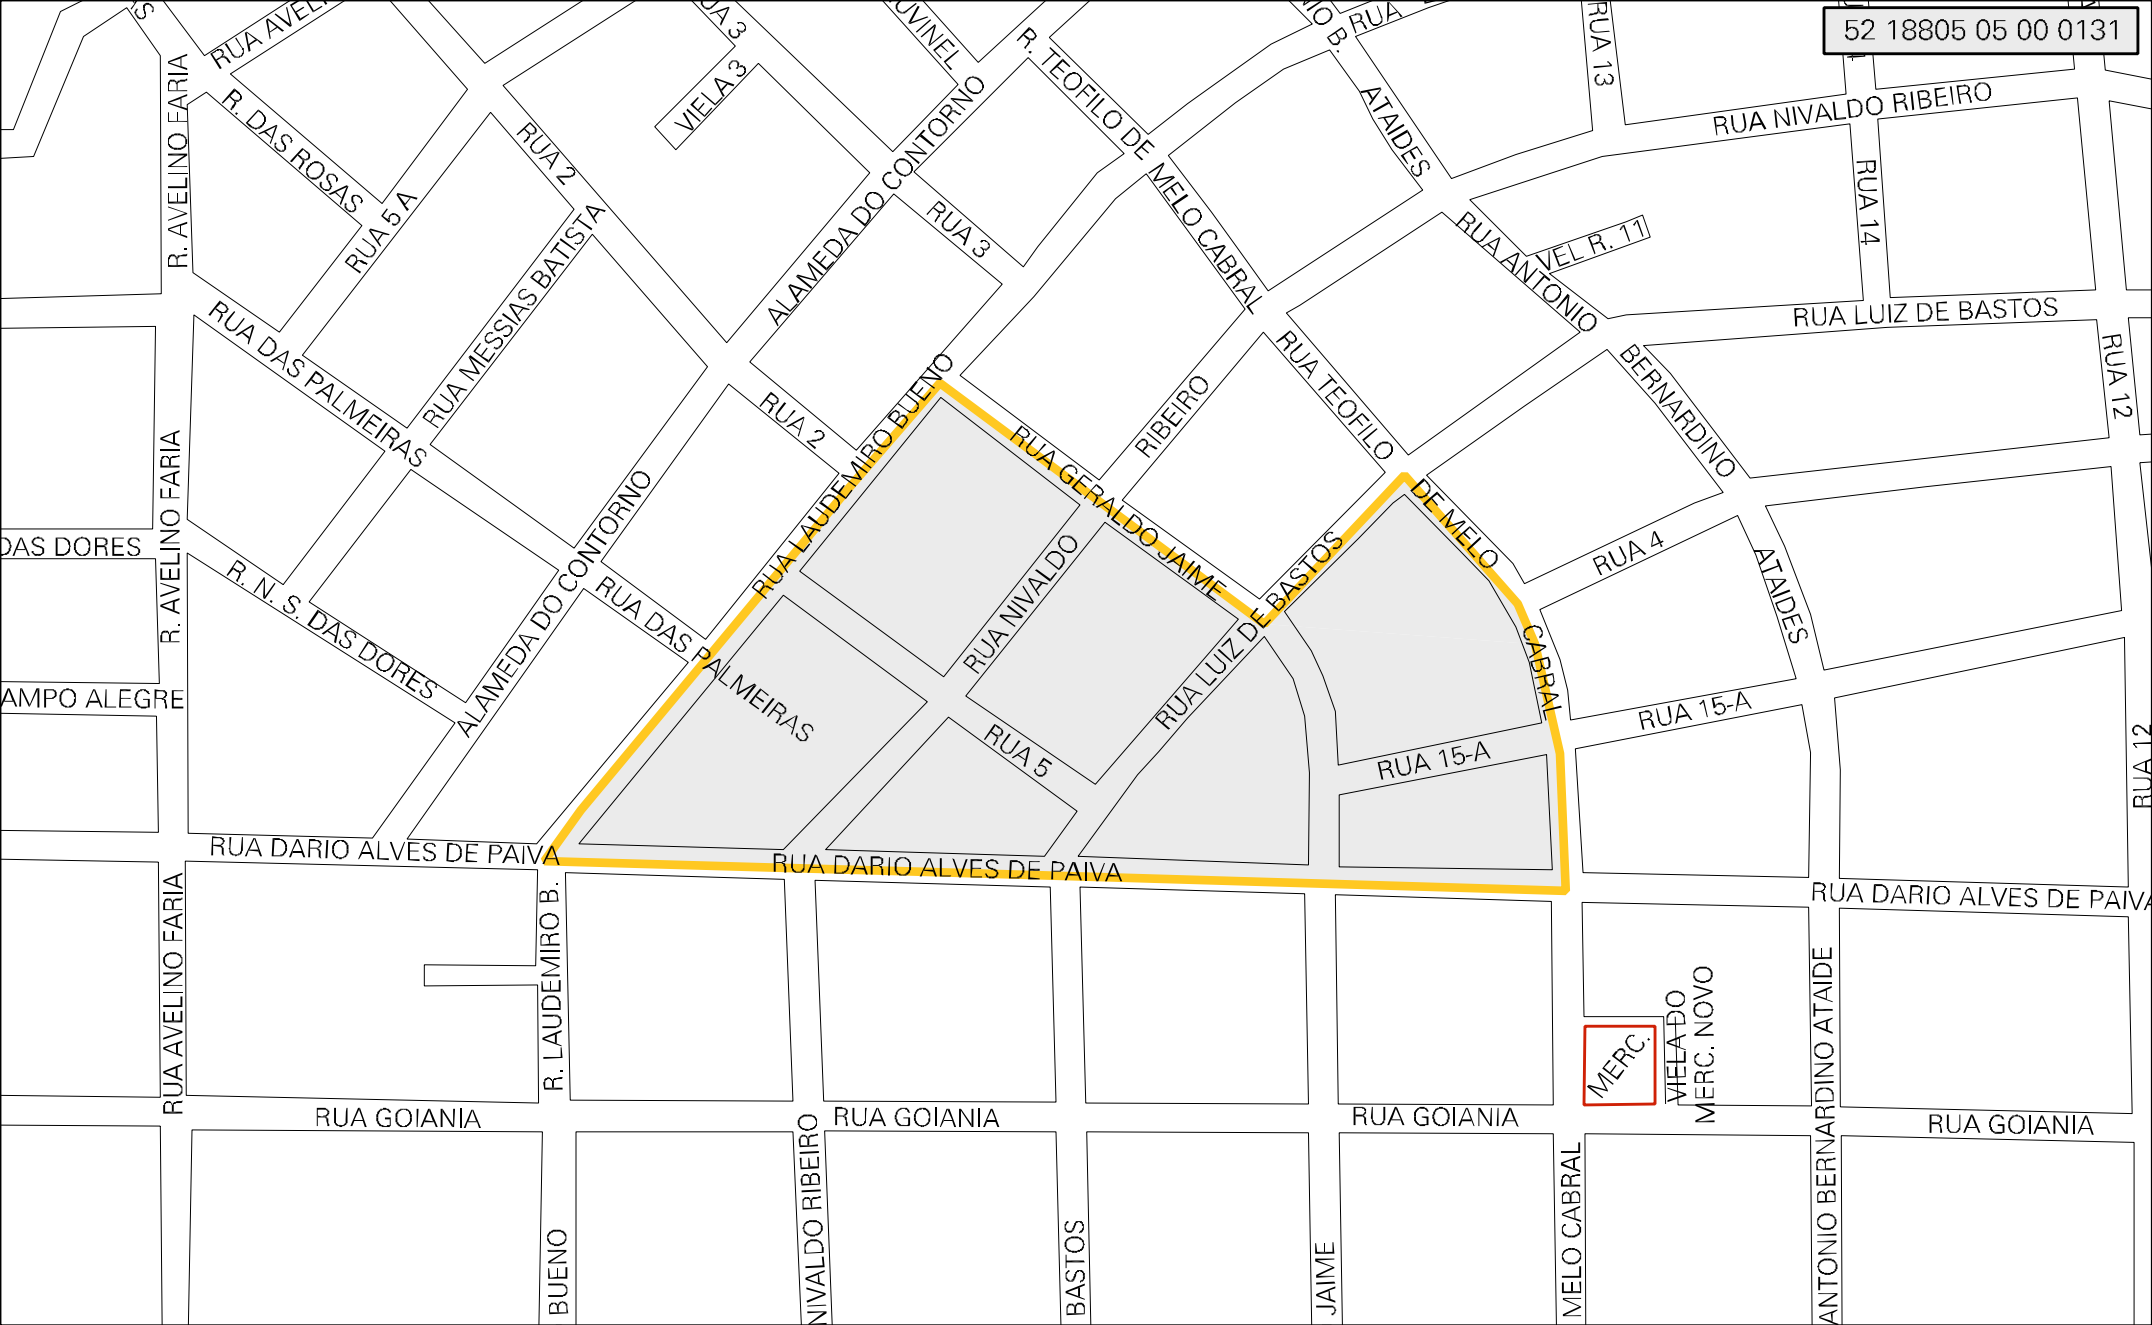 52 18805 05 00 0131
RUA 3
RUA 13
R. TEOFILO DE MELO CABRAL
R. AVELINO FARIA
R. DAS ROSAS
RUA 5 A
RUA 2
VIELA 3
ALAMEDA DO CONTORNO
ATAIDES
RUA NIVALDO RIBEIRO
RUA 14
RUA 3
RUA ANTONIO
VEL R. 11
BERNARDINO
RUA LUIZ DE BASTOS
RUA 12
RUA DAS PALMEIRAS
RUA MESSIAS BATISTA
RUA 2
RUA LAUDEMIRO BUENO
RUA GERALDO JAIME
RIBEIRO
RUA TEOFILO
DE MELO
CABRAL
R. AVELINO FARIA
DAS DORES
R. N. S. DAS DORES
ALAMEDA DO CONTORNO
RUA DAS PALMEIRAS
RUA NIVALDO
RUA LUIZ DE BASTOS
RUA 4
ATAIDES
AMPO ALEGRE
RUA 5
RUA 15-A
RUA 15-A
RUA 12
RUA DARIO ALVES DE PAIVA
RUA DARIO ALVES DE PAIVA
RUA DARIO ALVES DE PAIVA
RUA AVELINO FARIA
R. LAUDEMIRO B.
MERC.
VIELA DO
MERC. NOVO
RUA GOIANIA
RUA GOIANIA
RUA GOIANIA
RUA GOIANIA
BUENO
NIVALDO RIBEIRO
BASTOS
JAIME
MELO CABRAL
ANTONIO BERNARDINO ATAIDE